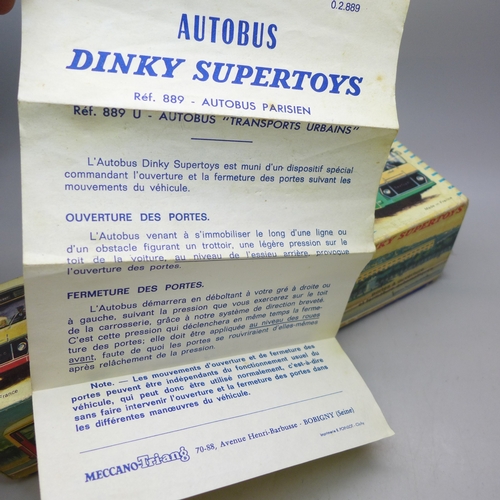 0.2.889
AUTOBUS
DINKY SUPERTOYS
Réf. 889 - AUTOBUS PARISIEN
Réf. 889 U - AUTOBUS "TRANSPORTS URBAINS"
L'Autobus Dinky Supertoys est muni d'un dispositif spécial
commandant l'ouverture et la fermeture des portes suivant les
mouvements du véhicule.
OUVERTURE DES PORTES.
L'Autobus venant à s'immobiliser le long d'une ligne ou
d'un obstacle figurant un trottoir, une légère pression sur le
toit de la voiture, au niveau de l'essieu arrière, provoque
l'ouverture des portes.
FERMETURE DES PORTES.
L'Autobus démarrera en déboîtant à votre gré à droite ou
à gauche, suivant la pression que vous exercerez sur le toit
de la carrosserie, grâce à notre système de direction breveté.
C'est cette pression qui déclenchera en même temps la ferme-
ture des portes; elle doit être appliquée au niveau des roues
avant, faute de quoi les portes se rouvriraient d'elles-mêmes
après relâchement de la pression.
Note. — Les mouvements d'ouverture et de fermeture des
portes peuvent être indépendants du fonctionnement usuel du
véhicule, qui peut donc être utilisé normalement, c'est-à-dire
sans faire intervenir l'ouverture et la fermeture des portes dans
les différentes manœuvres du véhicule.
MECCANO-Triang 70-88, Avenue Henri-Barbusse - BOBIGNY (Seine)
KY SUPERTOYS
Made in France
France